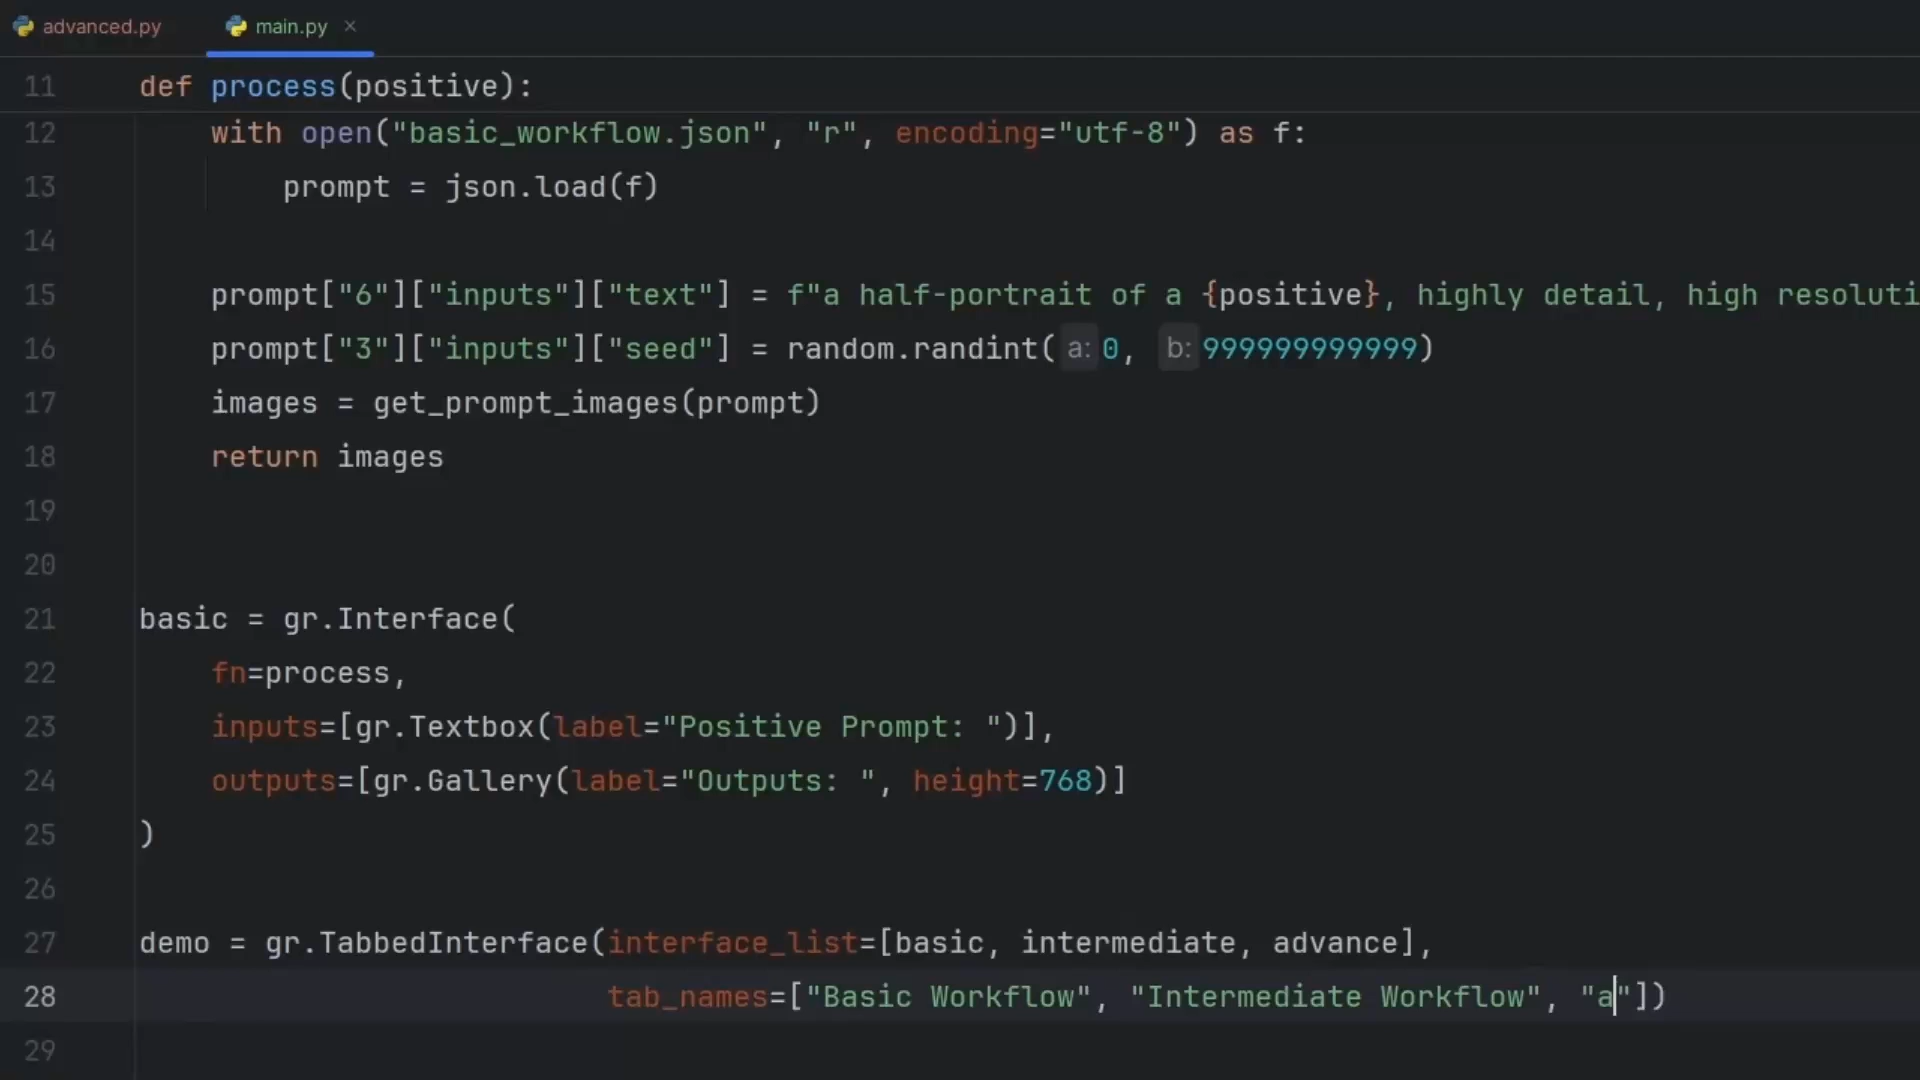 advanced.py main.py ×
11 def process(positive):
12 with open("basic_workflow.json", "r", encoding="utf-8") as f:
13 prompt = json.load(f)
14
15 prompt["6"]["inputs"]["text"] = f"a half-portrait of a {positive}, highly detail, high resoluti
16 prompt["3"]["inputs"]["seed"] = random.randint( a: 0, b: 999999999999)
17 images = get_prompt_images(prompt)
18 return images
19
20
21 basic = gr.Interface(
22 fn=process,
23 inputs=[gr.Textbox(label="Positive Prompt: ")],
24 outputs=[gr.Gallery(label="Outputs: ", height=768)]
25 )
26
27 demo = gr.TabbedInterface(interface_list=[basic, intermediate, advance],
28 tab_names=["Basic Workflow", "Intermediate Workflow", "a"])
29